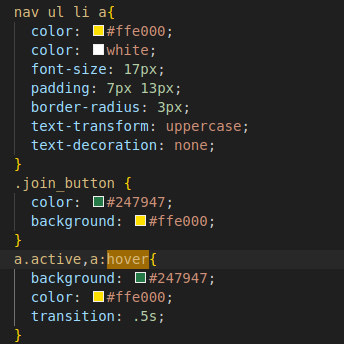 nav ul li a{
color: #ffe000;
color: white;
font-size: 17px;
padding: 7px 13px;
border-radius: 3px;
text-transform: uppercase;
text-decoration: none;
}
.join_button {
color: #247947;
background: #ffe000;
}
a.active,a:hover{
background: #247947;
color: #ffe000;
transition: .5s;
}